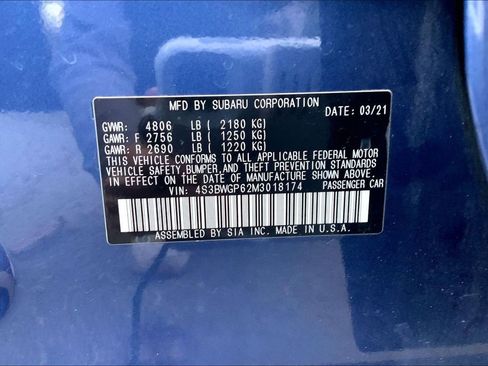 MFD BY SUBARU CORPORATION
DATE: 03/21
GVWR: 4806 LB ( 2180 KG)
GAWR: F 2756 LB ( 1250 KG)
GAWR: R 2690 LB ( 1220 KG)
THIS VEHICLE CONFORMS TO ALL APPLICABLE FEDERAL MOTOR
VEHICLE SAFETY, BUMPER, AND THEFT PREVENTION STANDARDS
IN EFFECT ON THE DATE OF MANUFACTURE SHOWN ABOVE.
VIN: 4S3BWGP62M3018174 PASSENGER CAR
ASSEMBLED BY SIA INC. MADE IN U.S.A.